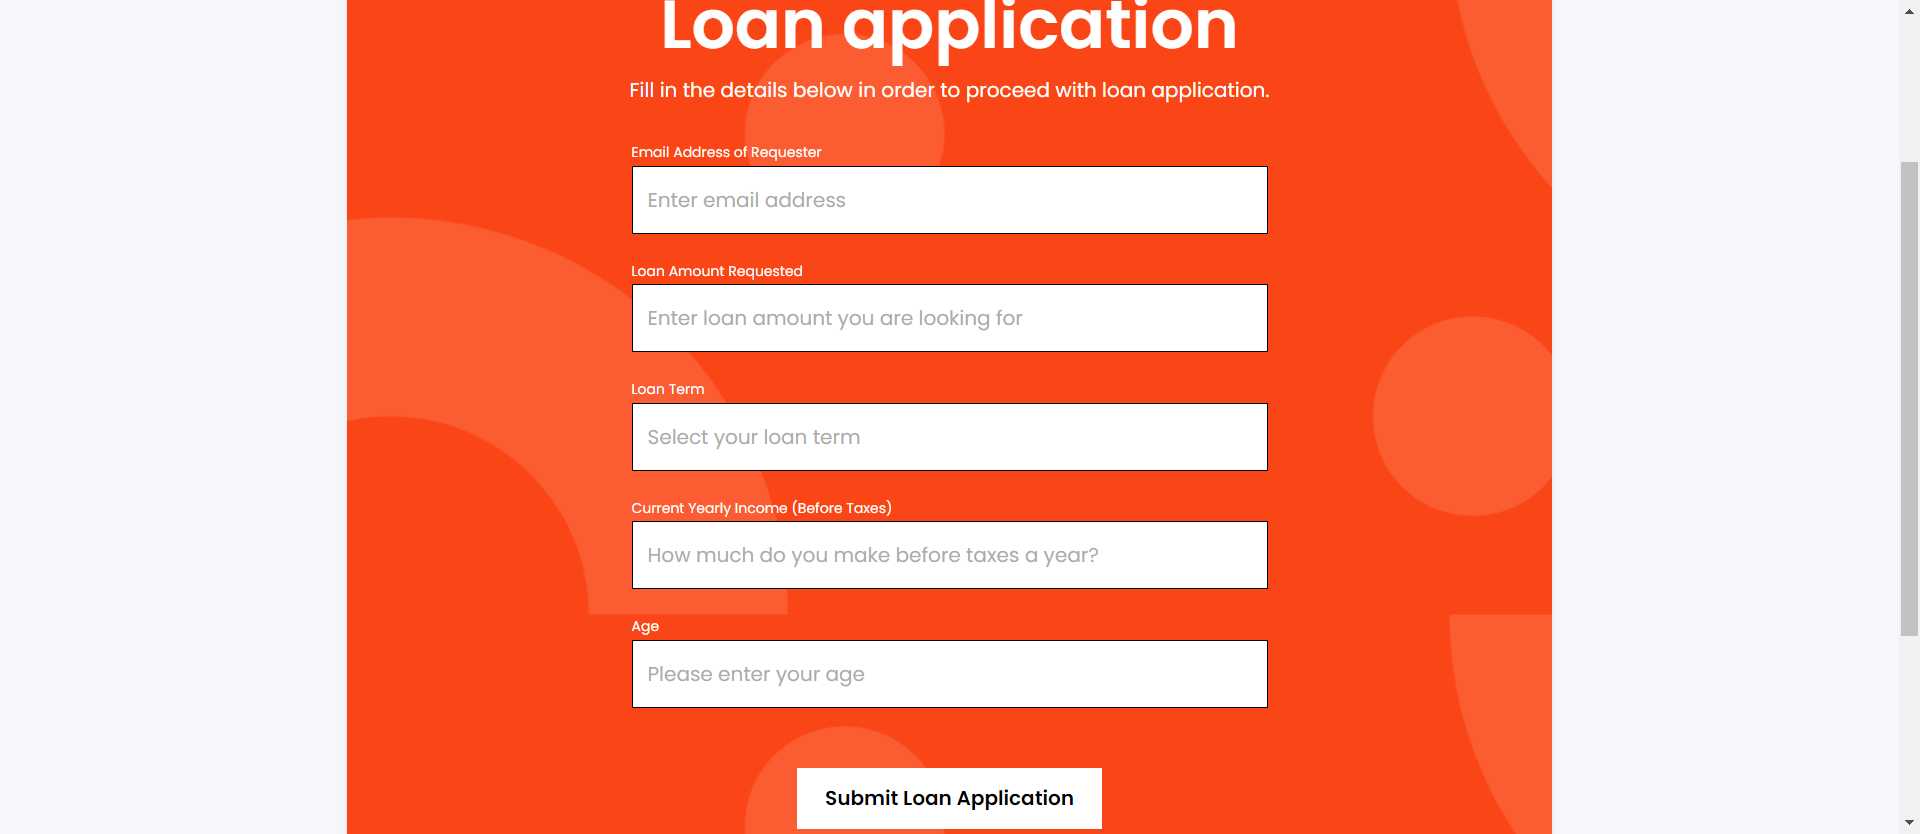 Loan application
Fill in the details below in order to proceed with loan application.
Email Address of Requester
Enter email address
Loan Amount Requested
Enter loan amount you are looking for
Loan Term
Select your loan term
Current Yearly Income (Before Taxes)
How much do you make before taxes a year?
Age
Please enter your age
Submit Loan Application